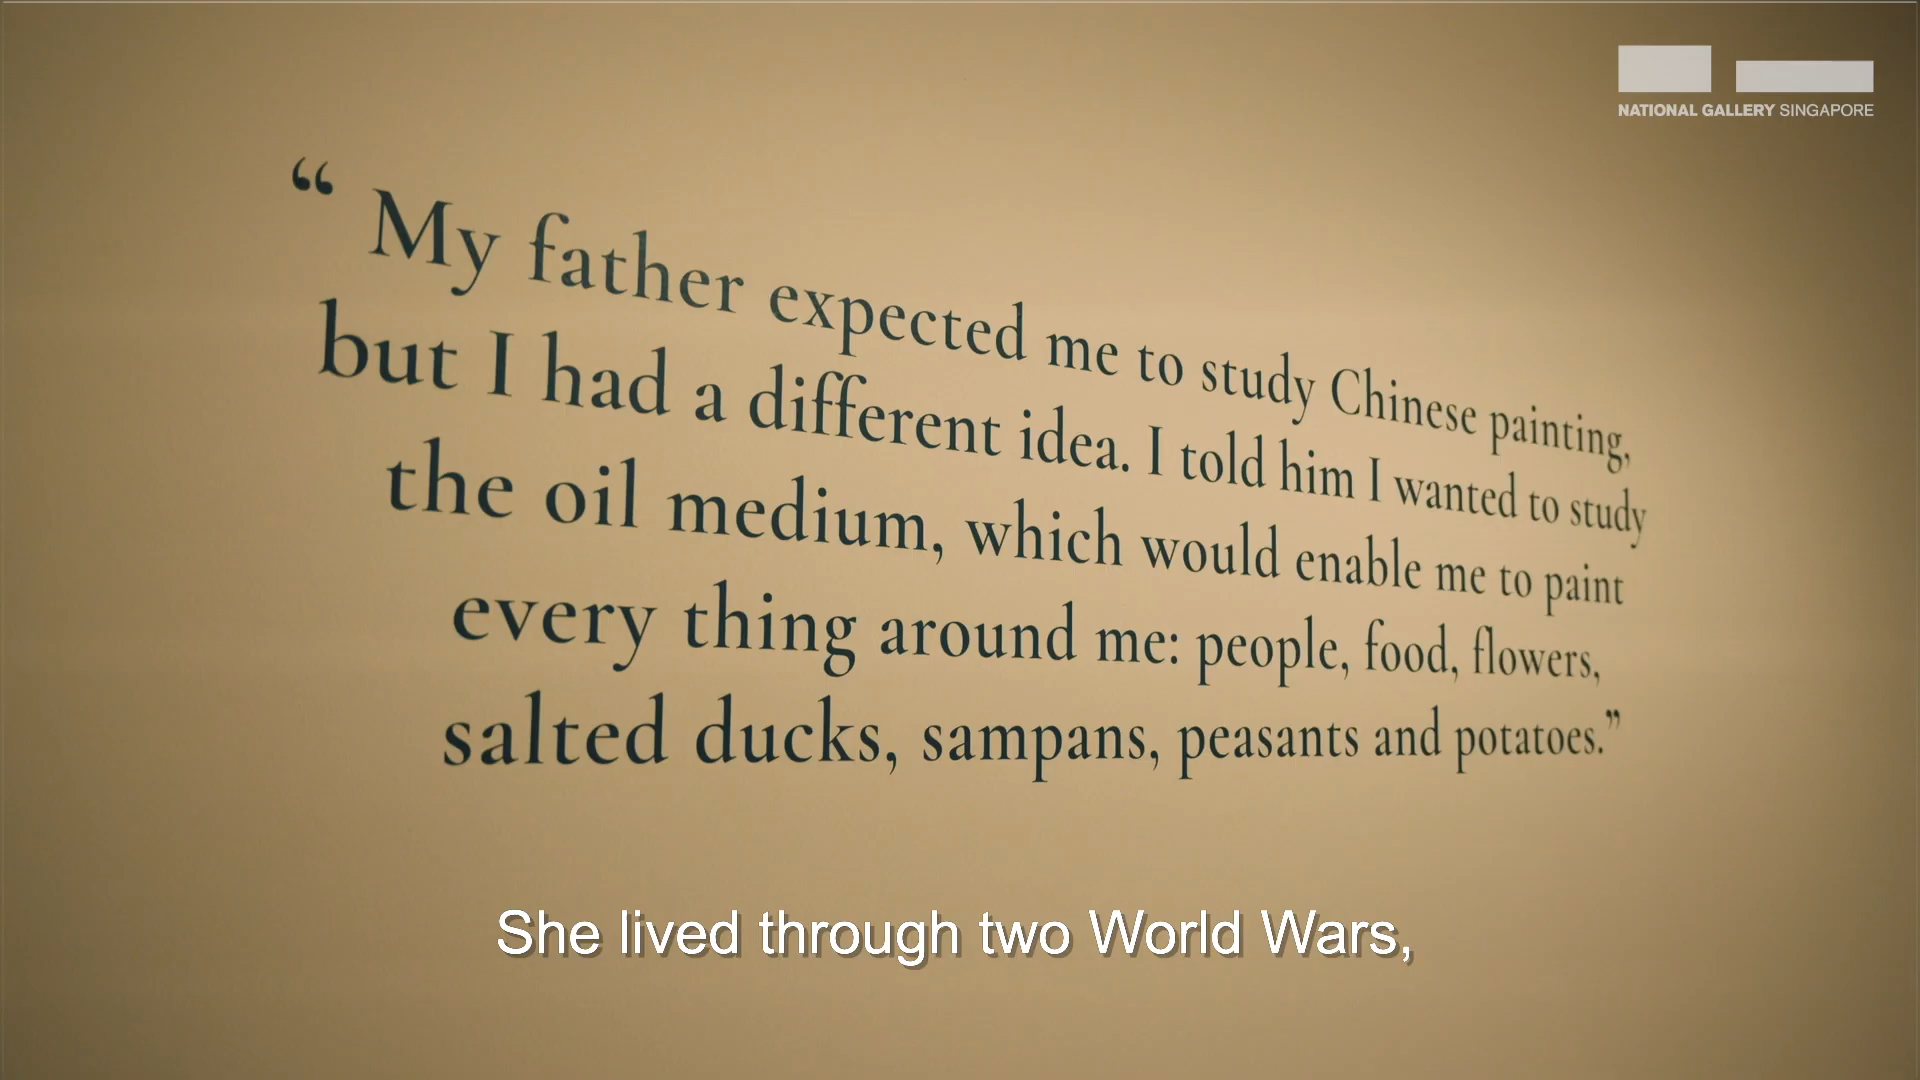 NATIONAL GALLERY SINGAPORE
“ My father expected me to study Chinese painting,
but I had a different idea. I told him I wanted to study
the oil medium, which would enable me to paint
every thing around me: people, food, flowers,
salted ducks, sampans, peasants and potatoes.”
She lived through two World Wars,